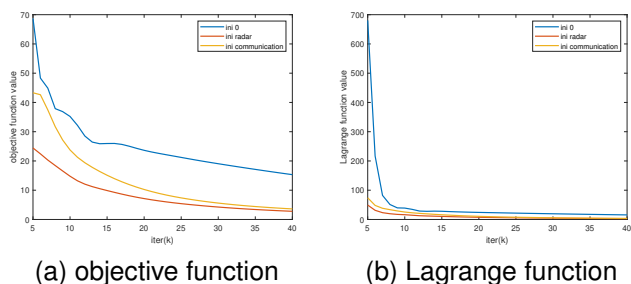 70
60
50
40
30
20
10
0
objective function value
5 10 15 20 25 30 35 40
iter(k)
ini 0
ini radar
ini communication
(a) objective function
700
600
500
400
300
200
100
0
Lagrange function value
5 10 15 20 25 30 35 40
iter(k)
ini 0
ini radar
ini communication
(b) Lagrange function